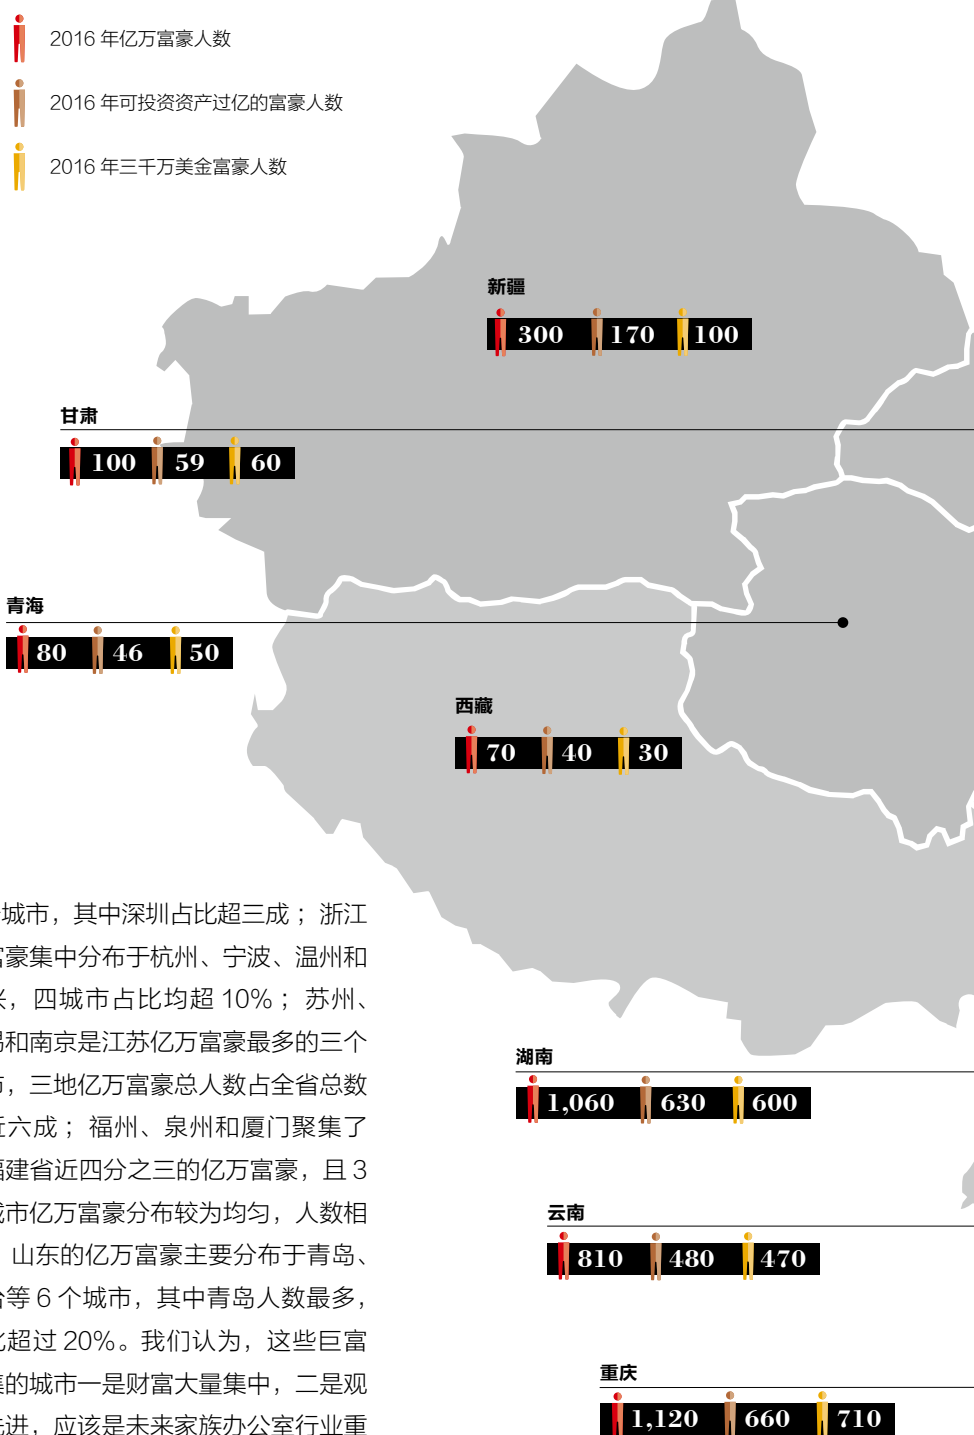 2016 年亿万富豪人数
2016 年可投资资产过亿的富豪人数
2016 年三千万美金富豪人数
新疆
300 170 100
甘肃
100 59 60
青海
80 46 50
西藏
70 40 30
城市，其中深圳占比超三成；浙江
富豪集中分布于杭州、宁波、温州和
，四城市占比均超 10%；苏州、
和南京是江苏亿万富豪最多的三个
市，三地亿万富豪总人数占全省总数
近六成；福州、泉州和厦门聚集了
福建省近四分之三的亿万富豪，且 3
城市亿万富豪分布较为均匀，人数相
山东的亿万富豪主要分布于青岛、
台等 6 个城市，其中青岛人数最多，
比超过 20%。我们认为，这些巨富
集的城市一是财富大量集中，二是观
先进，应该是未来家族办公室行业重
湖南
1,060 630 600
云南
810 480 470
重庆
1,120 660 710